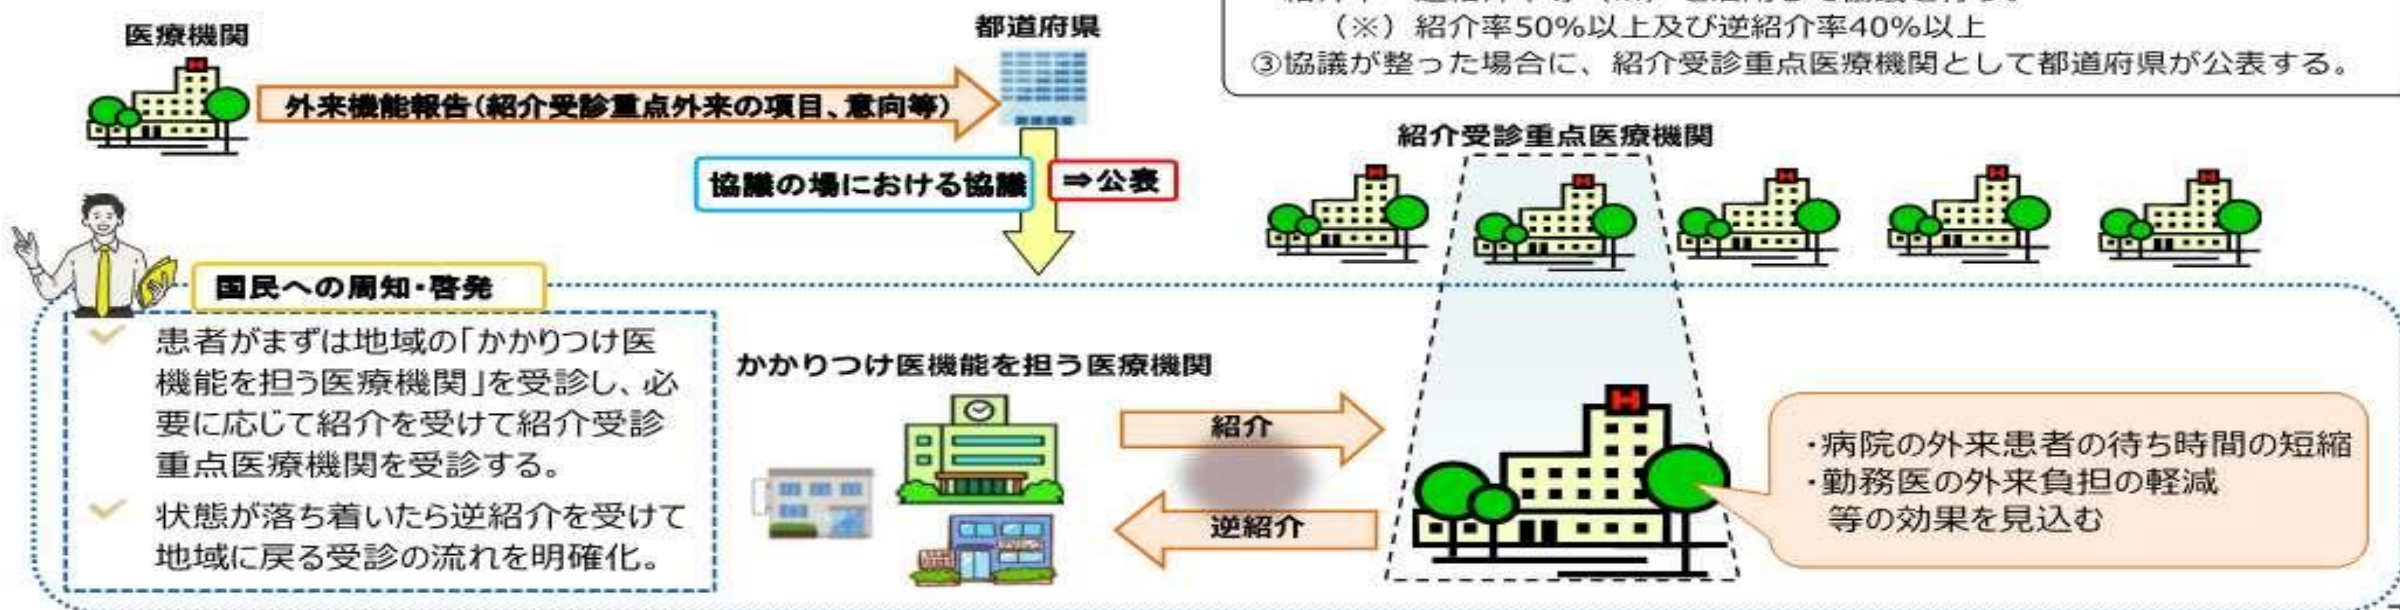 医療機関
都道府県
(※)紹介率50%以上及び逆紹介率40%以上
③協議が整った場合に、紹介受診重点医療機関として都道府県が公表する。
外来機能報告(紹介受診重点外来の項目、意向等)
協議の場における協議
⇒公表
紹介受診重点医療機関
国民への周知・啓発
患者がまずは地域の「かかりつけ医
機能を担う医療機関」を受診し、必
要に応じて紹介を受けて紹介受診
重点医療機関を受診する。
状態が落ち着いたら逆紹介を受けて
地域に戻る受診の流れを明確化。
かかりつけ医機能を担う医療機関
紹介
逆紹介
・病院の外来患者の待ち時間の短縮
・勤務医の外来負担の軽減
等の効果を見込む